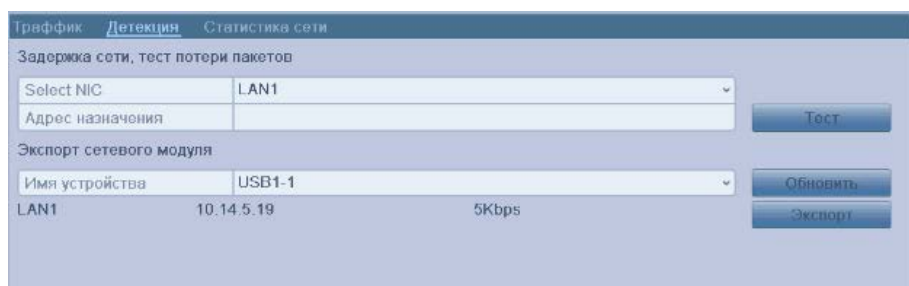 Траффик Детекция Статистика сети
Задержка сети, тест потери пакетов
Select NIC LAN1
Адрес назначения Тест
Экспорт сетевого модуля
Имя устройства USB1-1 Обновить
LAN1 10.14.5.19 5Kbps Экспорт